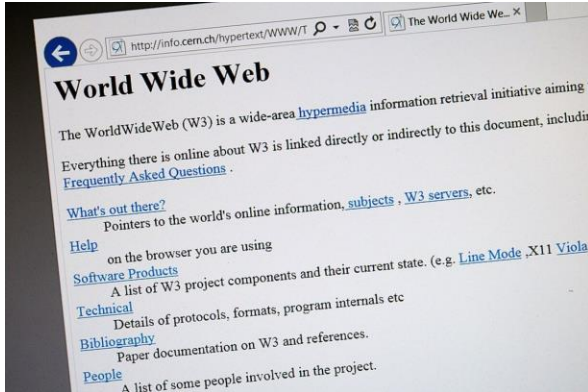 http://info.cern.ch/hypertext/WWW/T
The World Wide We...
World Wide Web
The WorldWideWeb (W3) is a wide-area hypermedia information retrieval initiative aiming
Everything there is online about W3 is linked directly or indirectly to this document,
Frequently Asked Questions .
What's out there?
Pointers to the world's online information, subjects , W3 servers, etc.
Help
on the browser you are using
Software Products
A list of W3 project components and their current state. (e.g. Line Mode ,X11 Viola
Technical
Details of protocols, formats, program internals etc
Bibliography
Paper documentation on W3 and references.
People
A list of some people involved in the project.